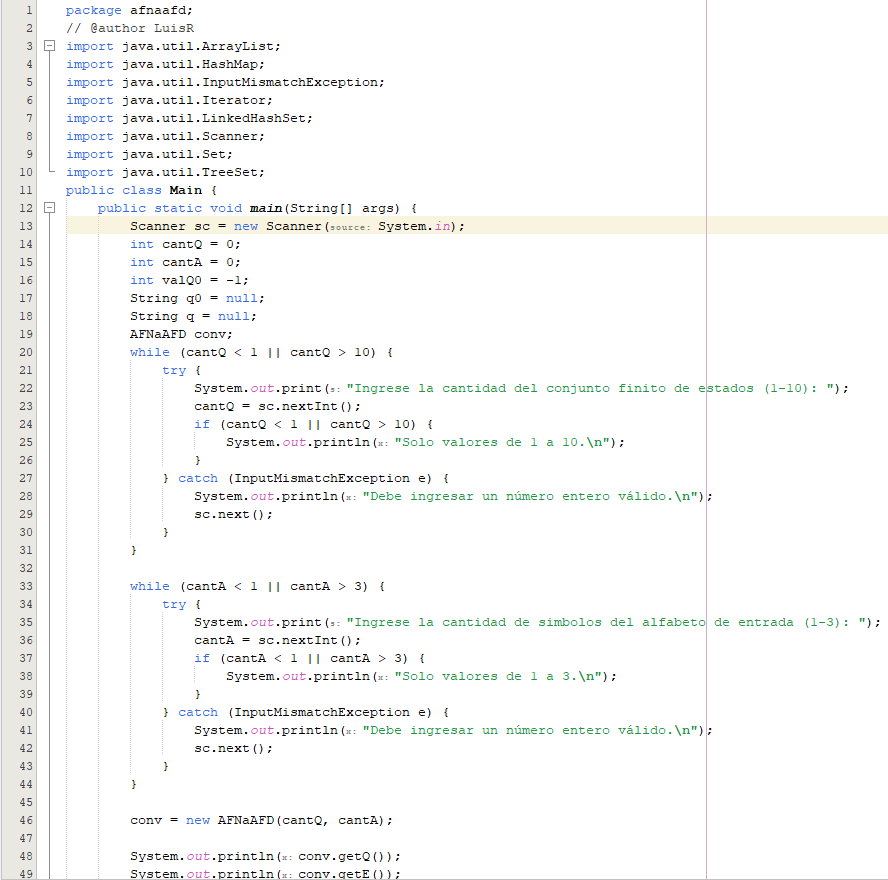 1 package afnaafd;
2 // @author LuisR
3 import java.util.ArrayList;
4 import java.util.HashMap;
5 import java.util.InputMismatchException;
6 import java.util.Iterator;
7 import java.util.LinkedHashSet;
8 import java.util.Scanner;
9 import java.util.Set;
10 import java.util.TreeSet;
11 public class Main {
12     public static void main(String[] args) {
13         Scanner sc = new Scanner(source: System.in);
14         int cantQ = 0;
15         int cantA = 0;
16         int valQ0 = -1;
17         String q0 = null;
18         String q = null;
19         AFNaAFD conv;
20         while (cantQ < 1 || cantQ > 10) {
21             try {
22                 System.out.print(s: "Ingrese la cantidad del conjunto finito de estados (1-10): ");
23                 cantQ = sc.nextInt();
24                 if (cantQ < 1 || cantQ > 10) {
25                     System.out.println(x: "Solo valores de 1 a 10.\n");
26                 }
27             } catch (InputMismatchException e) {
28                 System.out.println(x: "Debe ingresar un número entero válido.\n");
29                 sc.next();
30             }
31         }
32
33         while (cantA < 1 || cantA > 3) {
34             try {
35                 System.out.print(s: "Ingrese la cantidad de simbolos del alfabeto de entrada (1-3): ");
36                 cantA = sc.nextInt();
37                 if (cantA < 1 || cantA > 3) {
38                     System.out.println(x: "Solo valores de 1 a 3.\n");
39                 }
40             } catch (InputMismatchException e) {
41                 System.out.println(x: "Debe ingresar un número entero válido.\n");
42                 sc.next();
43             }
44         }
45
46         conv = new AFNaAFD(cantQ, cantA);
47
48         System.out.println(x: conv.getQ());
49         System.out.println(x: conv.getE());